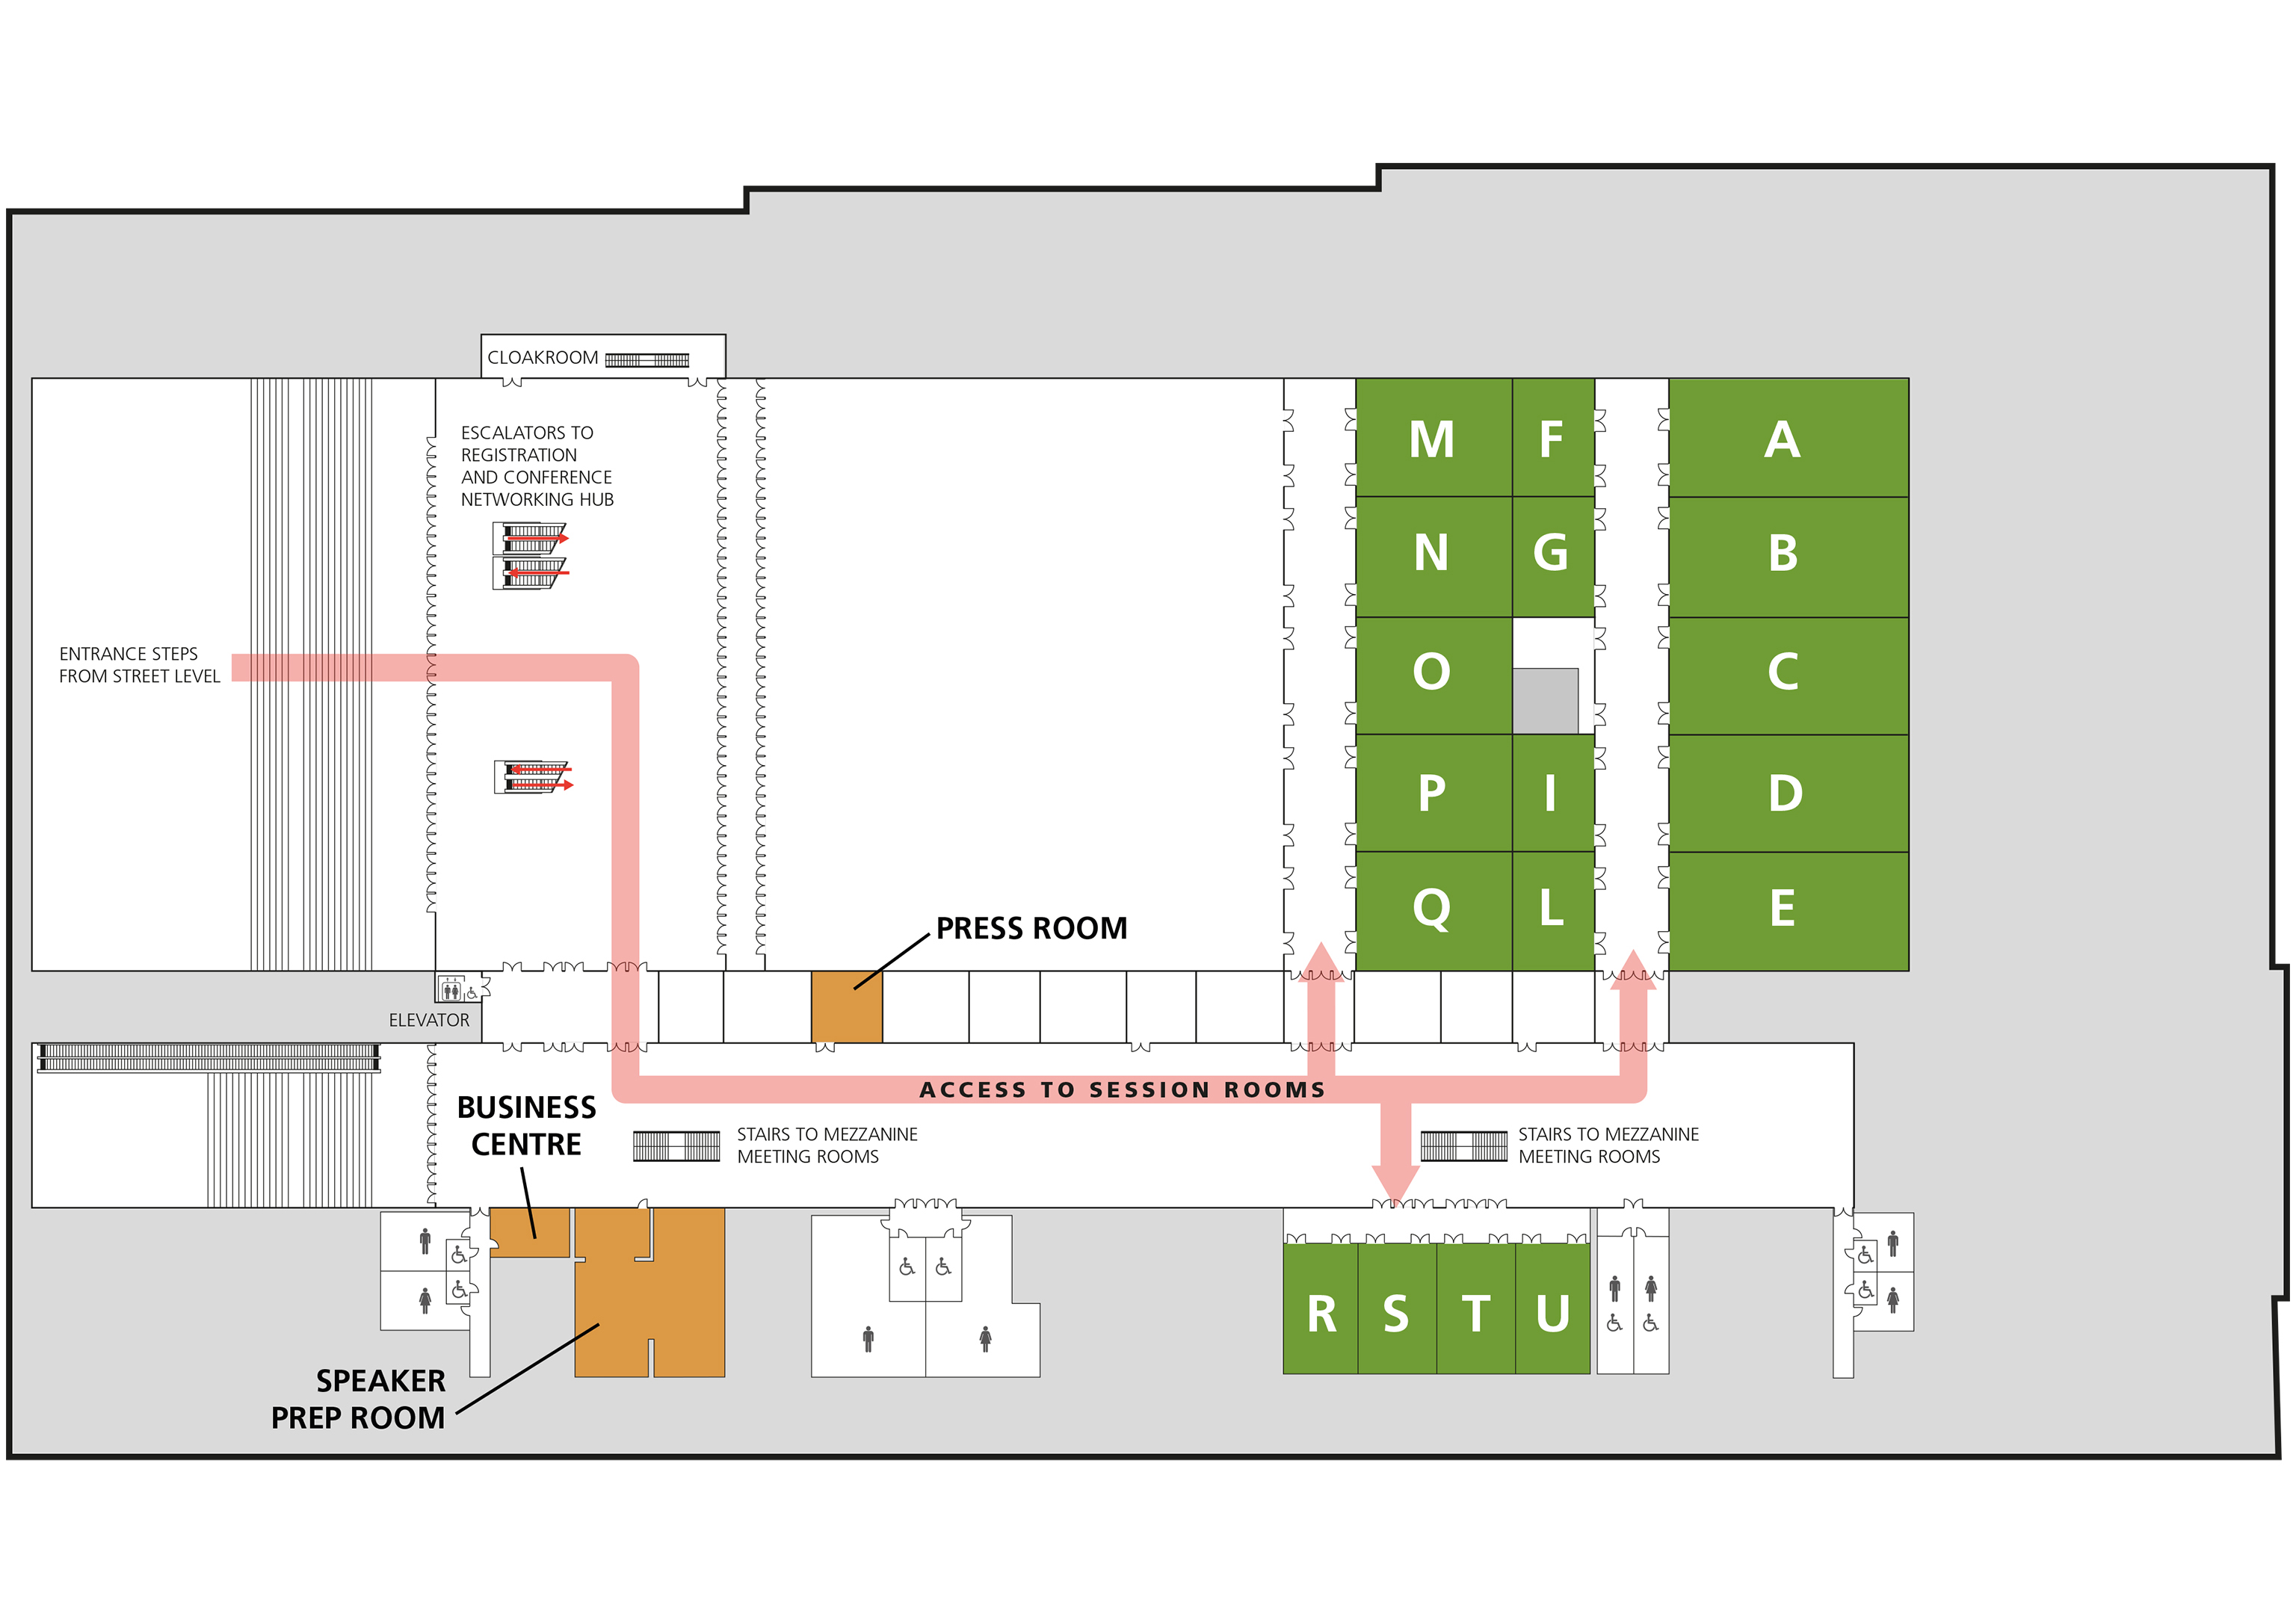 CLOAKROOM
ESCALATORS TO
REGISTRATION
AND CONFERENCE
NETWORKING HUB
ENTRANCE STEPS
FROM STREET LEVEL
M
F
A
N
G
B
O
C
P
I
D
Q
L
E
PRESS ROOM
ELEVATOR
ACCESS TO SESSION ROOMS
BUSINESS
CENTRE
STAIRS TO MEZZANINE
MEETING ROOMS
STAIRS TO MEZZANINE
MEETING ROOMS
R
S
T
U
SPEAKER
PREP ROOM